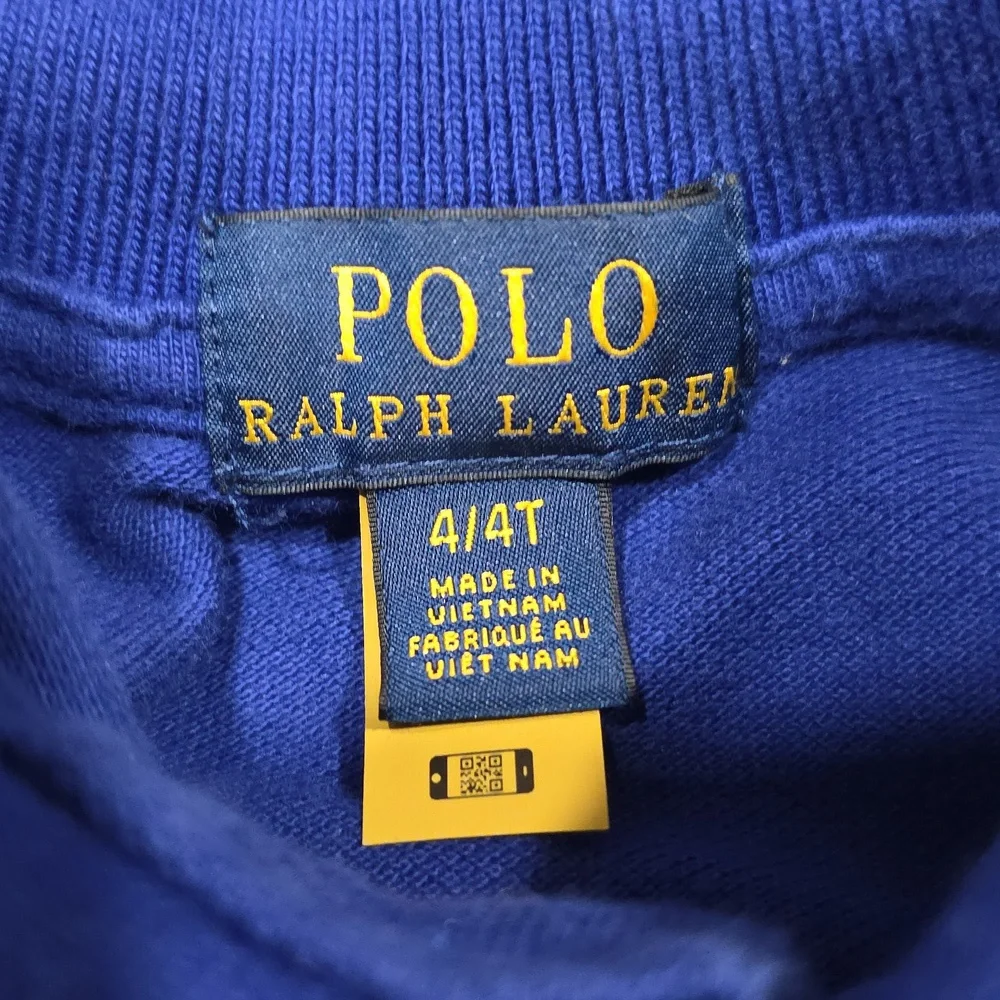 POLO
RALPH LAUREN
4/4T
MADE IN
VIETNAM
FABRIQUÉ AU
VIÊT NAM